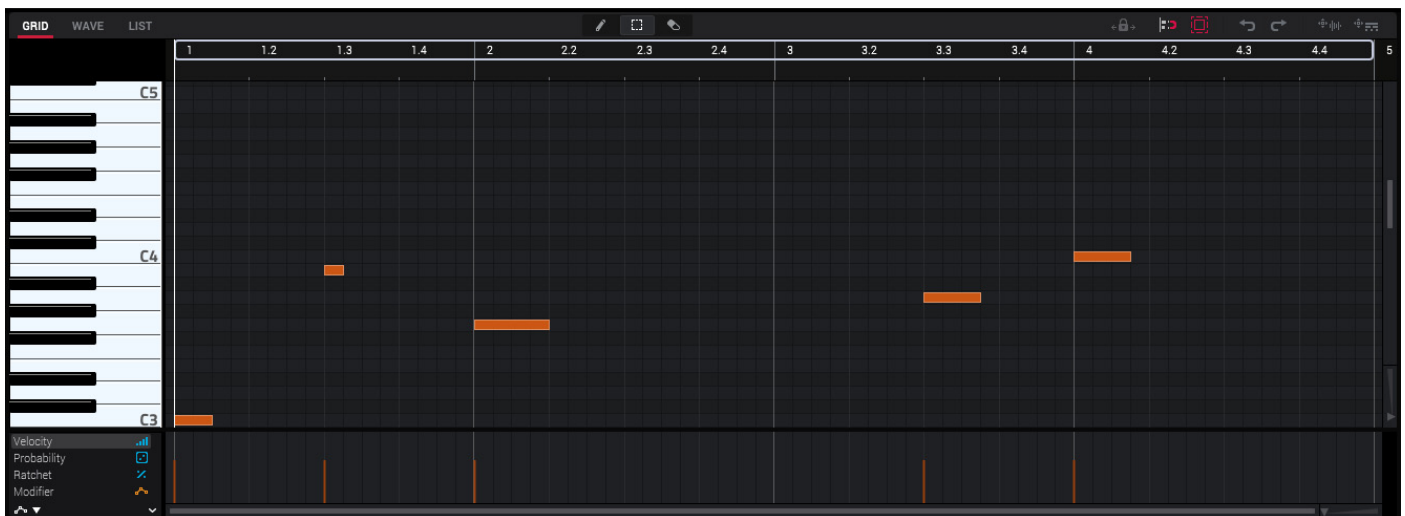 GRID WAVE LIST
1 1.2 1.3 1.4 2 2.2 2.3 2.4 3 3.2 3.3 3.4 4 4.2 4.3 4.4 5
C5
C4
C3
Velocity
Probability
Ratchet
Modifier